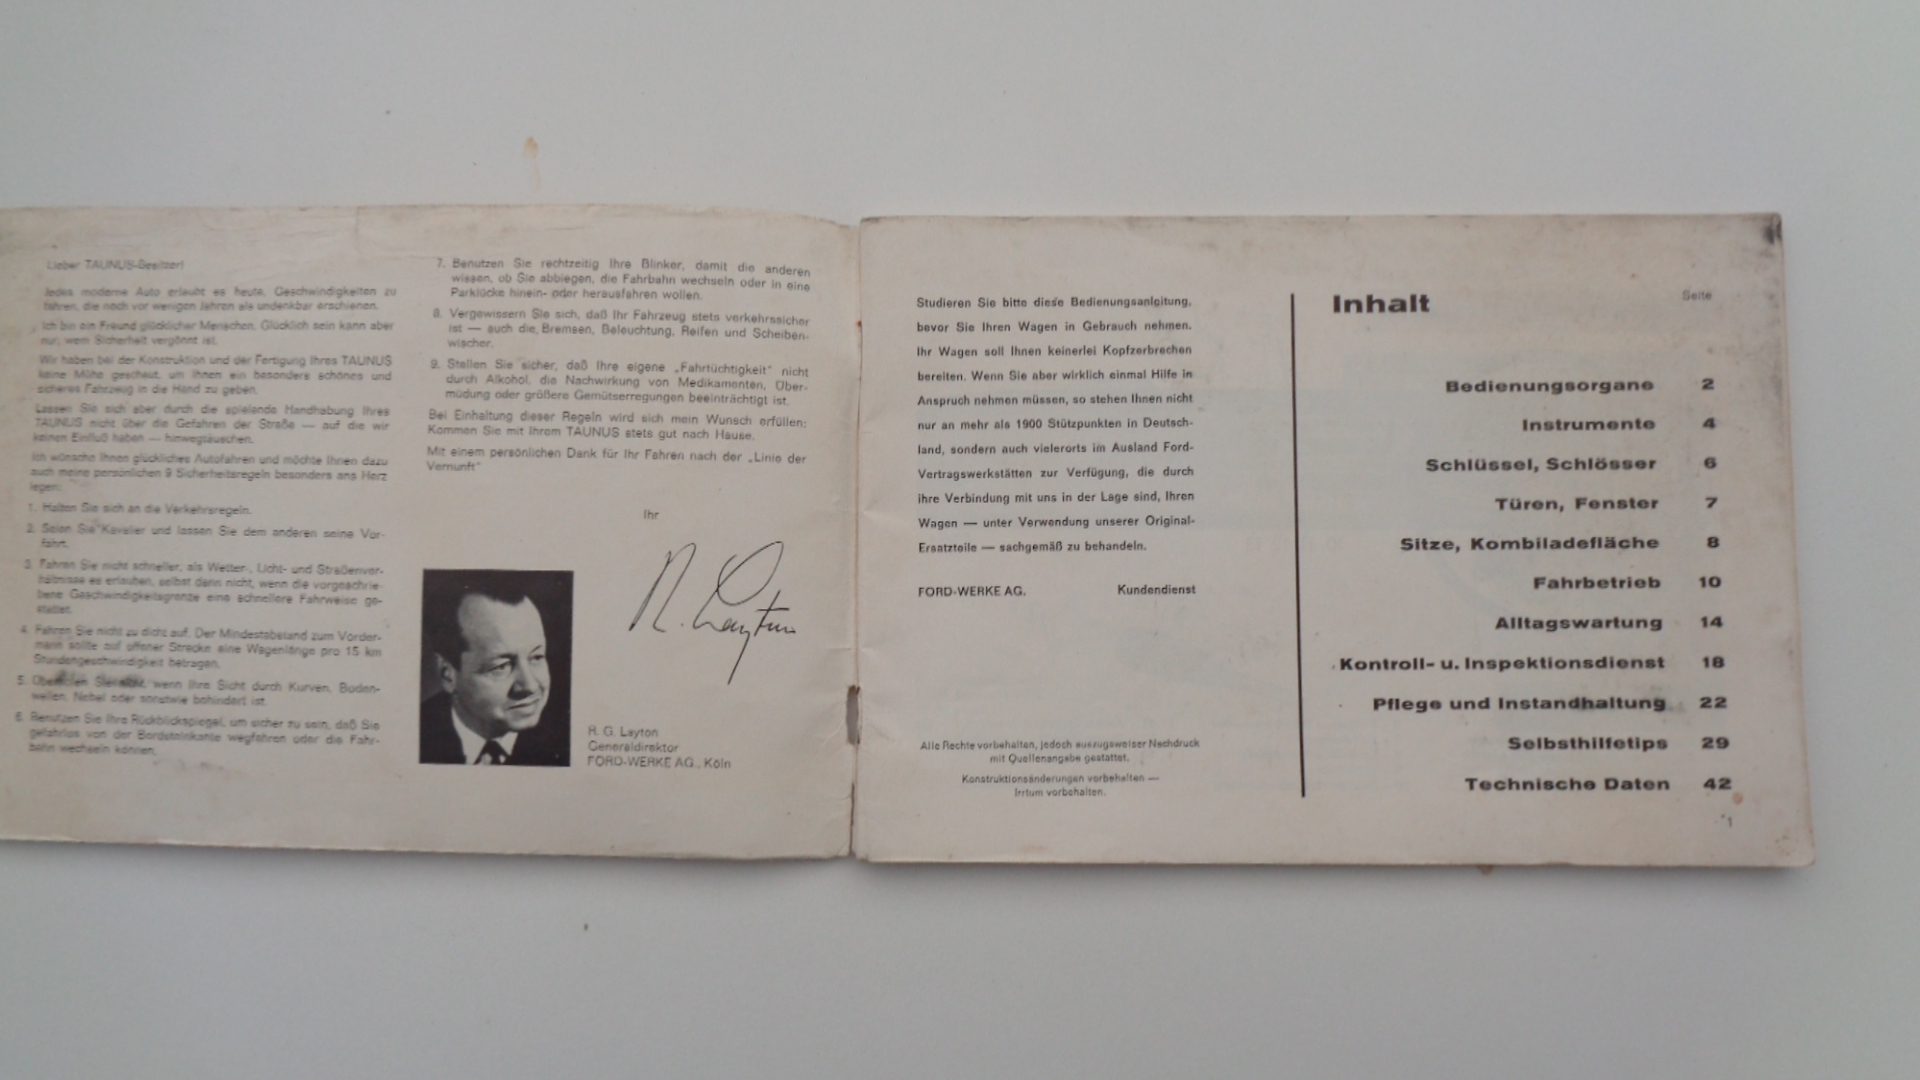 Lieber TAUNUS-Besitzer!
Jedes moderne Auto erlaubt es heute, Geschwindigkeiten zu
fahren, die noch vor wenigen Jahren als undenkbar erschienen.
Ich bin ein Freund glücklicher Menschen. Glücklich sein kann aber
nur, wem Sicherheit vergönnt ist.
Wir haben bei der Konstruktion und der Fertigung Ihres TAUNUS
keine Mühe gescheut, um Ihnen ein besonders schönes und
sicheres Fahrzeug in die Hand zu geben.
Lassen Sie sich aber durch die spielende Handhabung Ihres
TAUNUS nicht über die Gefahren der Straße — auf die wir
keinen Einfluß haben — hinwegtäuschen.
Ich wünsche Ihnen glückliches Autofahren und möchte Ihnen dazu
auch meine persönlichen 9 Sicherheitsregeln besonders ans Herz
legen:
1. Halten Sie sich an die Verkehrsregeln.
2. Seien Sie Kavalier und lassen Sie dem anderen seine Vor-
fahrt.
3. Fahren Sie nicht schneller, als Wetter-, Licht- und Straßenver-
hältnisse es erlauben, selbst dann nicht, wenn die vorgeschrie-
bene Geschwindigkeitsgrenze eine schnellere Fahrweise ge-
stattet.
4. Fahren Sie nicht zu dicht auf. Der Mindestabstand zum Vorder-
mann sollte auf offener Strecke eine Wagenlänge pro 15 km
Stundengeschwindigkeit betragen.
5. Überholen Sie nicht, wenn Ihre Sicht durch Kurven, Boden-
wellen, Nebel oder sonstwie behindert ist.
6. Benutzen Sie Ihre Rückblickspiegel, um sicher zu sein, daß Sie
gefahrlos von der Bordsteinkante wegfahren oder die Fahr-
bahn wechseln können.
7. Benutzen Sie rechtzeitig Ihre Blinker, damit die anderen
wissen, ob Sie abbiegen, die Fahrbahn wechseln oder in eine
Parklücke hinein- oder herausfahren wollen.
8. Vergewissern Sie sich, daß Ihr Fahrzeug stets verkehrssicher
ist — auch die Bremsen, Beleuchtung, Reifen und Scheiben-
wischer.
9. Stellen Sie sicher, daß Ihre eigene „Fahrtüchtigkeit" nicht
durch Alkohol, die Nachwirkung von Medikamenten, Über-
müdung oder größere Gemütserregungen beeinträchtigt ist.
Bei Einhaltung dieser Regeln wird sich mein Wunsch erfüllen:
Kommen Sie mit Ihrem TAUNUS stets gut nach Hause.
Mit einem persönlichen Dank für Ihr Fahren nach der „Linie der
Vernunft"
Ihr
R. Layton
R. G. Layton
Generaldirektor
FORD-WERKE AG., Köln
Studieren Sie bitte diese Bedienungsanleitung,
bevor Sie Ihren Wagen in Gebrauch nehmen.
Ihr Wagen soll Ihnen keinerlei Kopfzerbrechen
bereiten. Wenn Sie aber wirklich einmal Hilfe in
Anspruch nehmen müssen, so stehen Ihnen nicht
nur an mehr als 1900 Stützpunkten in Deutsch-
land, sondern auch vielerorts im Ausland Ford-
Vertragswerkstätten zur Verfügung, die durch
ihre Verbindung mit uns in der Lage sind, Ihren
Wagen — unter Verwendung unserer Original-
Ersatzteile — sachgemäß zu behandeln.
FORD-WERKE AG. Kundendienst
Alle Rechte vorbehalten, jedoch auszugsweiser Nachdruck
mit Quellenangabe gestattet.
Konstruktionsänderungen vorbehalten —
Irrtum vorbehalten.
Inhalt Seite
Bedienungsorgane 2
Instrumente 4
Schlüssel, Schlösser 6
Türen, Fenster 7
Sitze, Kombiladefläche 8
Fahrbetrieb 10
Alltagswartung 14
Kontroll- u. Inspektionsdienst 18
Pflege und Instandhaltung 22
Selbsthilfetips 29
Technische Daten 42
1